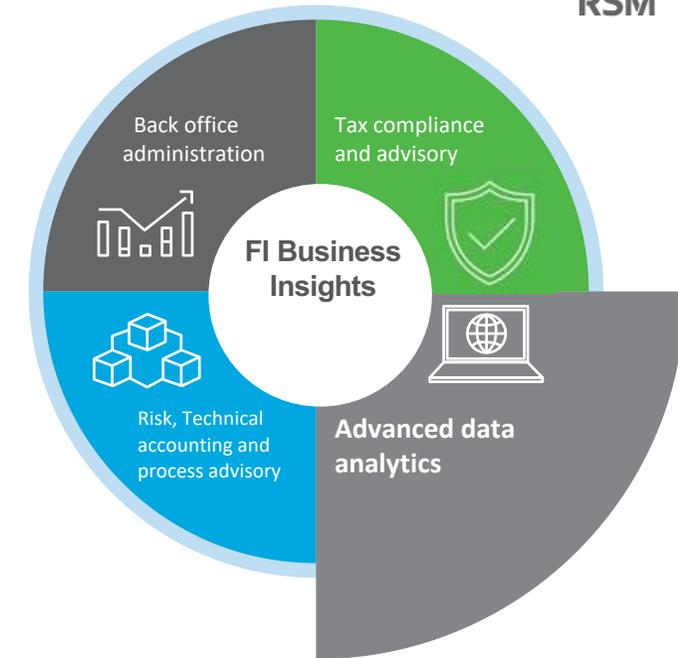 RSM
Back office
administration
Tax compliance
and advisory
FI Business
Insights
Risk, Technical
accounting and
process advisory
Advanced data
analytics